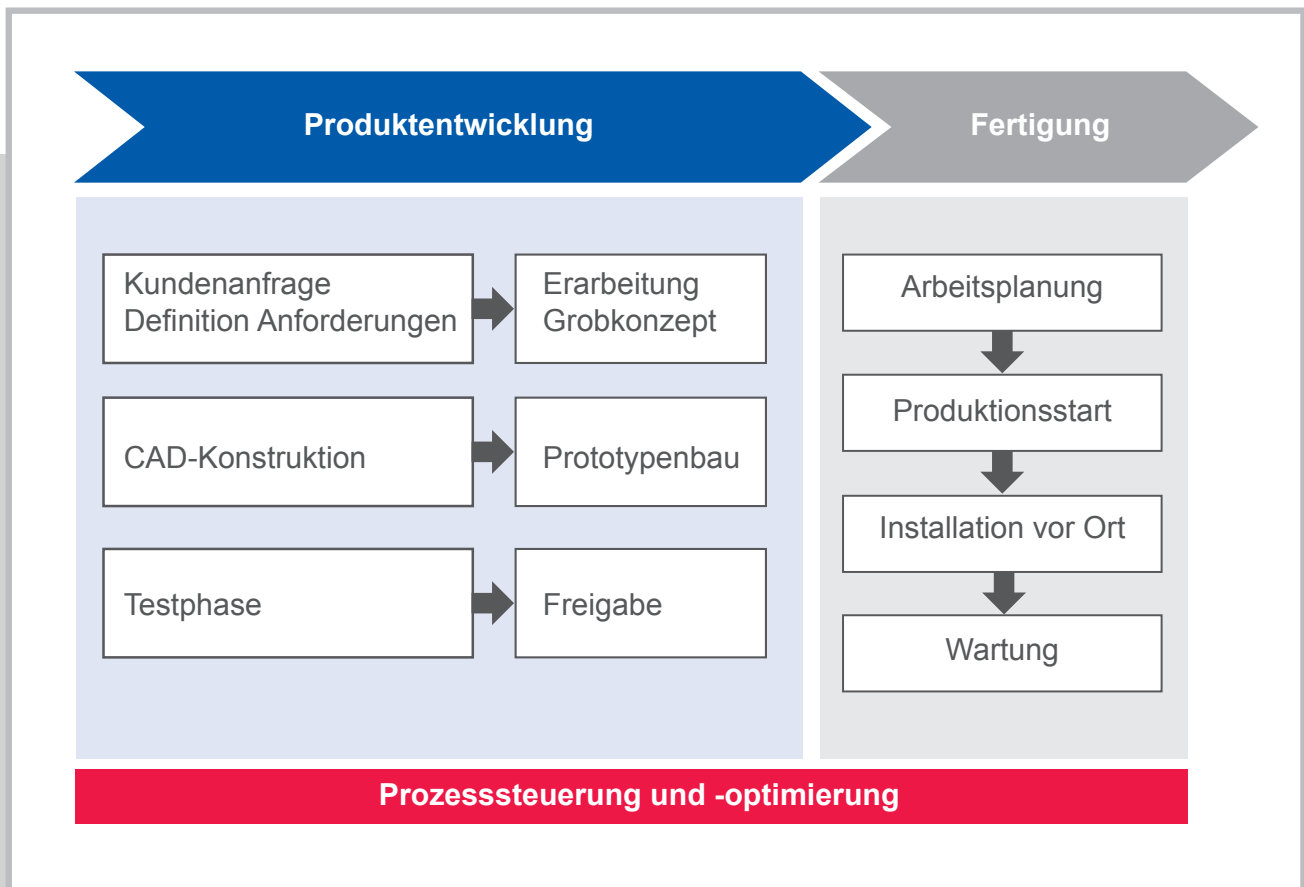 Produktentwicklung
Fertigung
Kundenanfrage
Definition Anforderungen
Erarbeitung
Grobkonzept
CAD-Konstruktion
Prototypenbau
Testphase
Freigabe
Arbeitsplanung
Produktionsstart
Installation vor Ort
Wartung
Prozesssteuerung und -optimierung